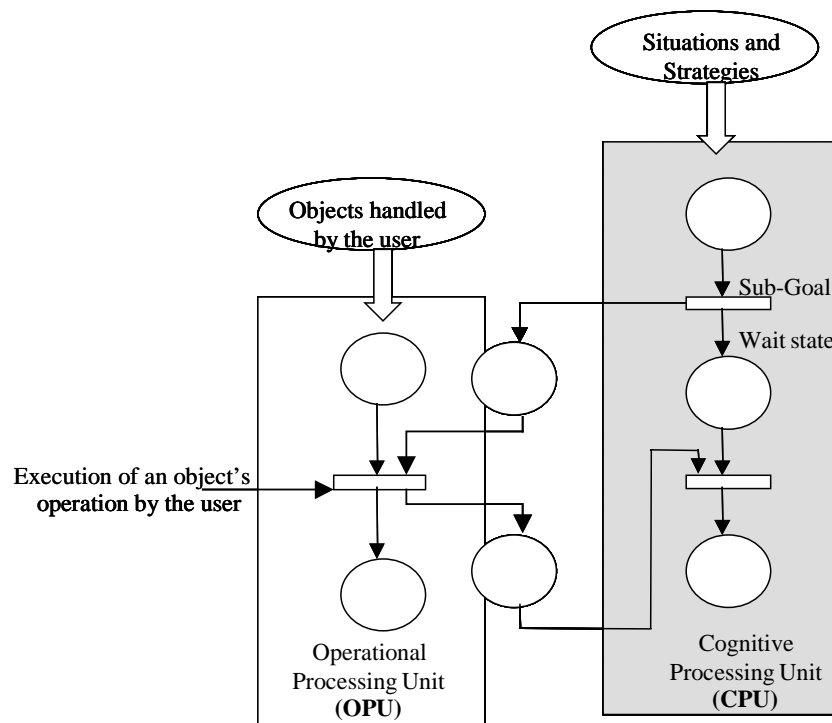 Situations and
Strategies
Objects handled
by the user
Sub-Goal
Wait state
Execution of an object's
operation by the user
Operational
Processing Unit
(OPU)
Cognitive
Processing Unit
(CPU)